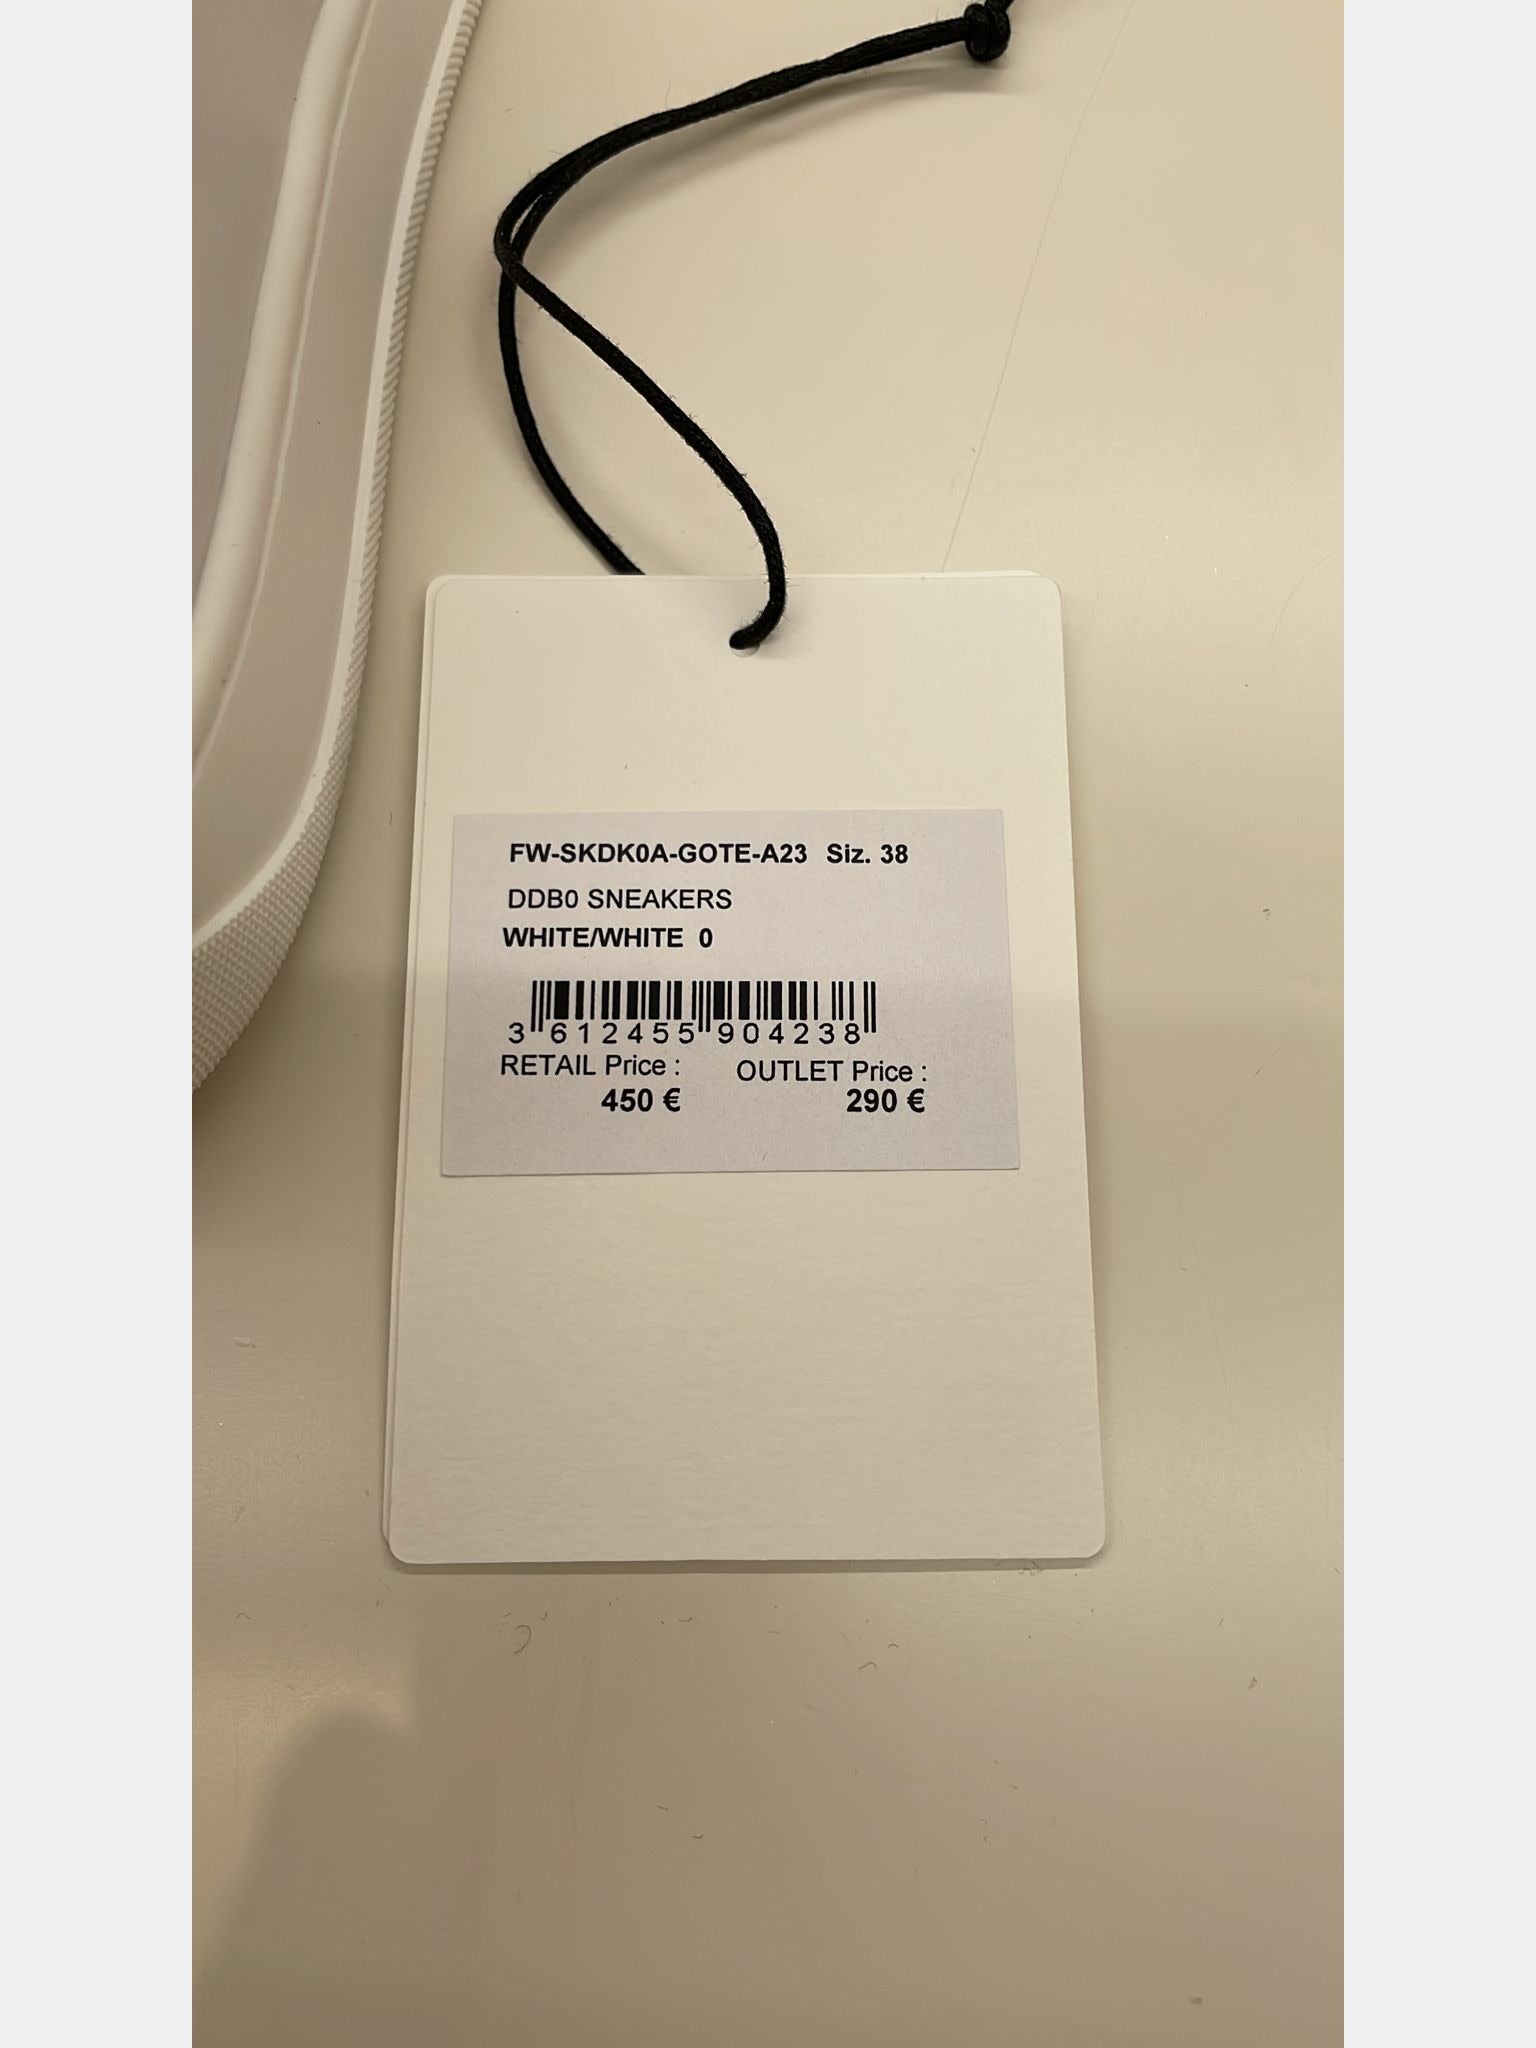 FW-SKDK0A-GOTE-A23 Siz. 38
DDB0 SNEAKERS
WHITE/WHITE 0
3 612455 904238
RETAIL Price : OUTLET Price :
450 € 290 €